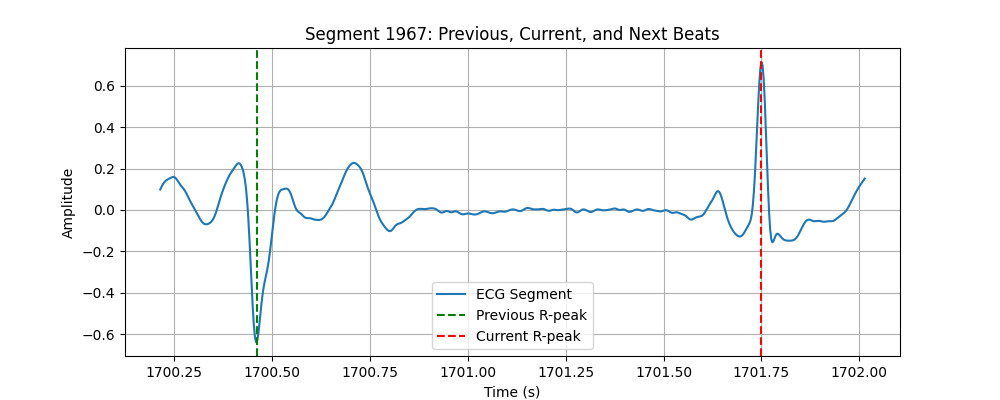 Segment 1967: Previous, Current, and Next Beats
Amplitude
0.6
0.4
0.2
0.0
−0.2
−0.4
−0.6
ECG Segment
Previous R-peak
Current R-peak
1700.25 1700.50 1700.75 1701.00 1701.25 1701.50 1701.75 1702.00
Time (s)